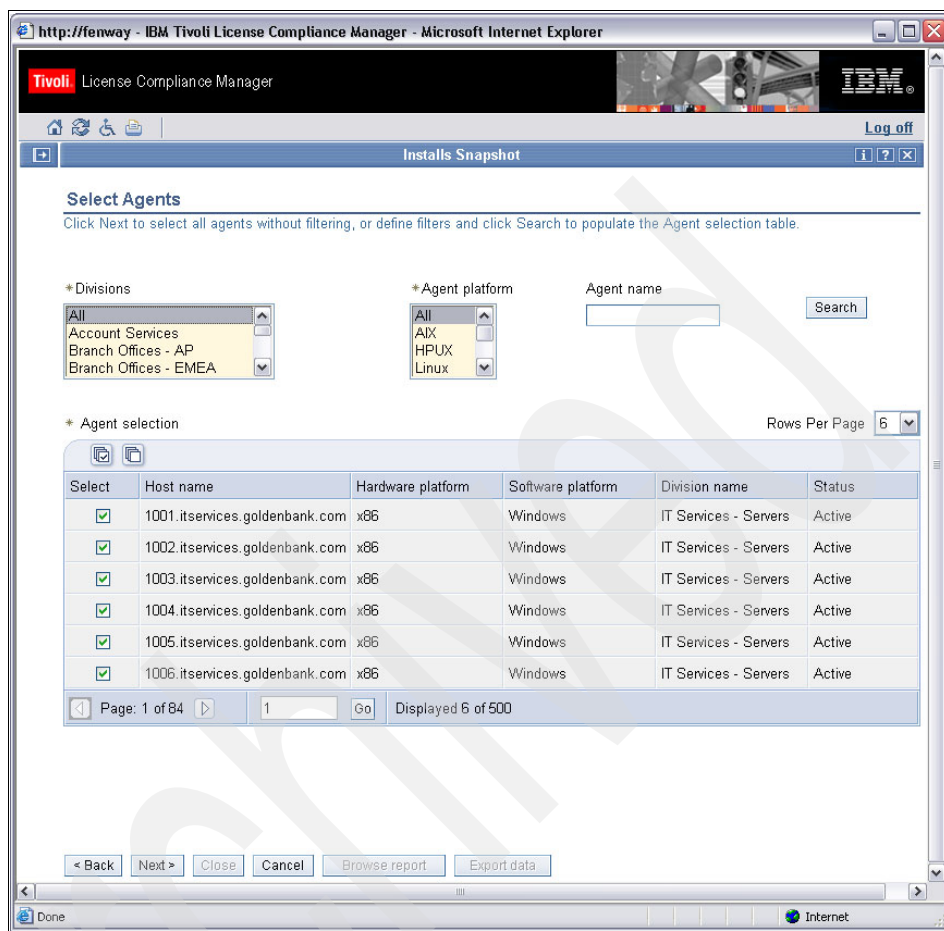 http://fenway - IBM Tivoli License Compliance Manager - Microsoft Internet Explorer
Tivoli. License Compliance Manager
IBM®
Log off
Installs Snapshot
i ? X
Select Agents
Click Next to select all agents without filtering, or define filters and click Search to populate the Agent selection table.
*Divisions *Agent platform Agent name
All All Search
Account Services AIX
Branch Offices - AP HPUX
Branch Offices - EMEA Linux
* Agent selection Rows Per Page 6
Select Host name Hardware platform Software platform Division name Status
1001.itservices.goldenbank.com x86 Windows IT Services - Servers Active
1002.itservices.goldenbank.com x86 Windows IT Services - Servers Active
1003.itservices.goldenbank.com x86 Windows IT Services - Servers Active
1004.itservices.goldenbank.com x86 Windows IT Services - Servers Active
1005.itservices.goldenbank.com x86 Windows IT Services - Servers Active
1006.itservices.goldenbank.com x86 Windows IT Services - Servers Active
Page: 1 of 84 1 Go Displayed 6 of 500
< Back Next > Close Cancel Browse report Export data
Done Internet